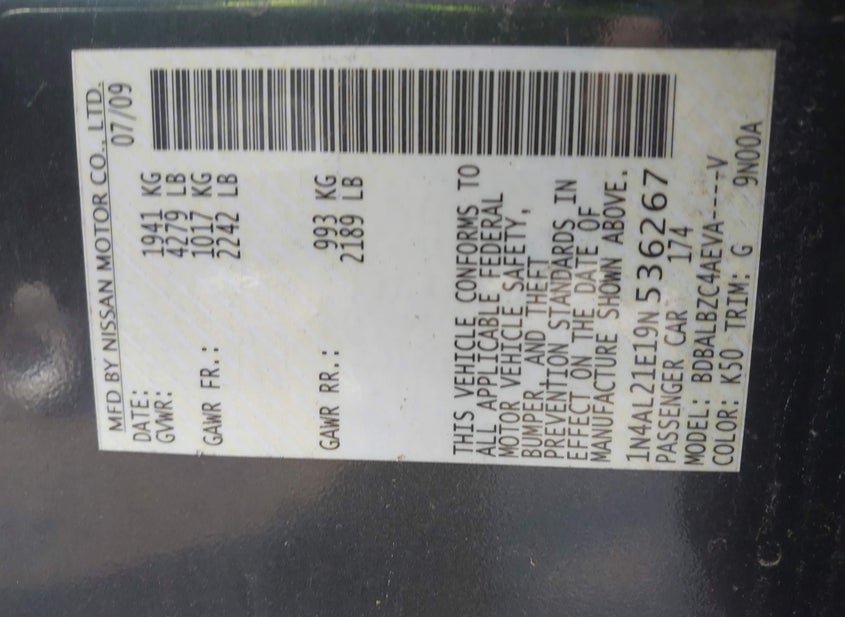 MFD BY NISSAN MOTOR CO., LTD.
DATE: 07/09
GVWR: 1941 KG
4279 LB
GAWR FR.: 1017 KG
2242 LB
GAWR RR.: 993 KG
2189 LB
THIS VEHICLE CONFORMS TO
ALL APPLICABLE FEDERAL
MOTOR VEHICLE SAFETY,
BUMPER, AND THEFT
PREVENTION STANDARDS IN
EFFECT ON THE DATE OF
MANUFACTURE SHOWN ABOVE.
1N4AL21E19N536267
PASSENGER CAR 174
MODEL: BDBALBZC4AEVA----V
COLOR: K50 TRIM: G 9N00A